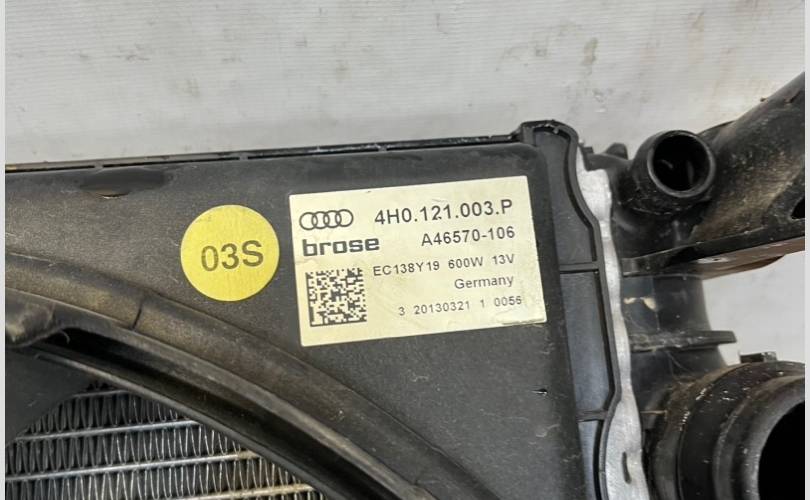 03S
4H0.121.003.P
brose A46570-106
EC138Y19 600W 13V
Germany
3 20130321 1 0056